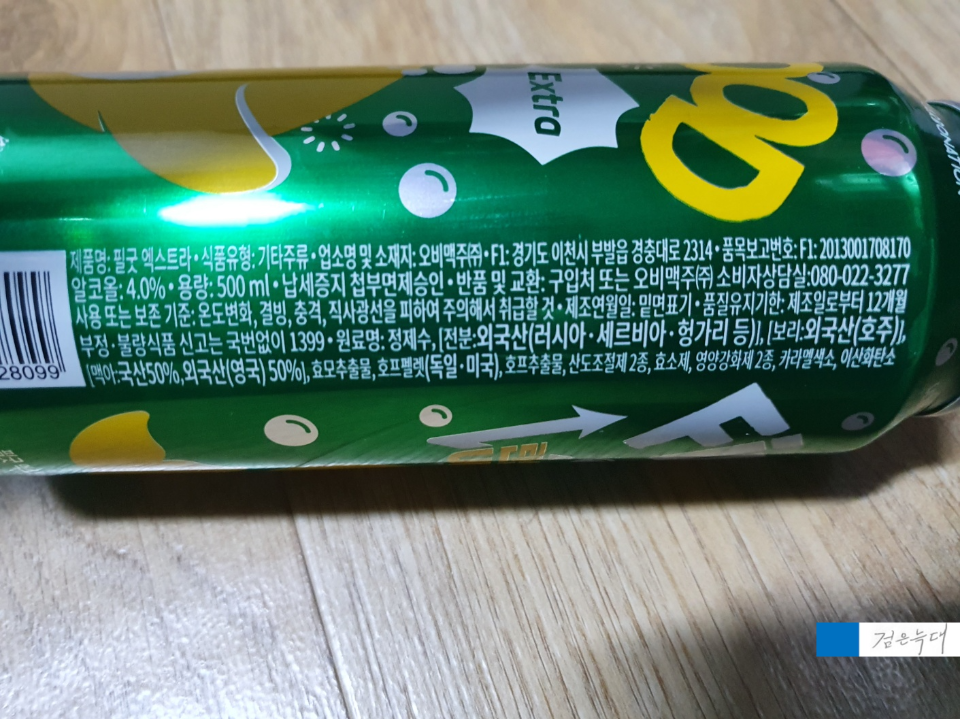 Extra
제품명: 필굿 엑스트라 • 식품유형: 기타주류 • 업소명 및 소재지: 오비맥주㈜ • F1: 경기도 이천시 부발읍 경충대로 2314 • 품목보고번호: F1: 2013001708170
알코올: 4.0% • 용량: 500 ml • 납세증지 첩부면제승인 • 반품 및 교환: 구입처 또는 오비맥주㈜ 소비자상담실:080-022-3277
사용 또는 보존 기준: 온도변화, 결빙, 충격, 직사광선을 피하여 주의해서 취급할 것 • 제조연월일: 밑면표기 • 품질유지기한: 제조일로부터 12개월
부정·불량식품 신고는 국번없이 1399 • 원료명: 정제수, [전분:외국산(러시아·세르비아·헝가리 등)], [보리:외국산(호주)],
[맥아:국산50%, 외국산(영국) 50%], 효모추출물, 호프펠렛(독일·미국), 호프추출물, 산도조절제 2종, 효소제, 영양강화제 2종, 카라멜색소, 이산화탄소
28099
검은늑대